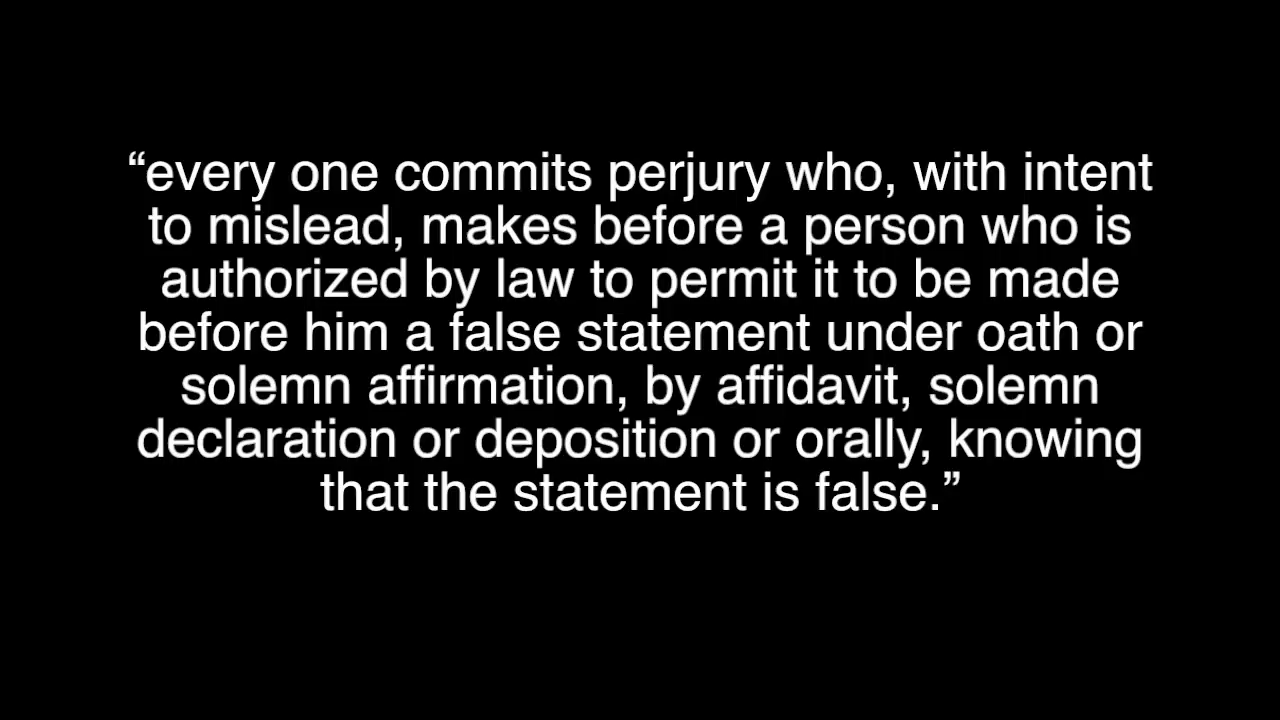 “every one commits perjury who, with intent
to mislead, makes before a person who is
authorized by law to permit it to be made
before him a false statement under oath or
solemn affirmation, by affidavit, solemn
declaration or deposition or orally, knowing
that the statement is false.”